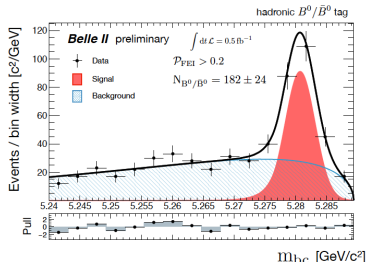 hadronic B⁰/B̄⁰ tag
Belle II preliminary
∫ dt 𝓛 = 0.5 fb⁻¹
Data
Signal
Background
𝒫FEI > 0.2
N B⁰/B̄⁰ = 182 ± 24
Events / bin width [c²/GeV]
120
100
80
60
40
20
5.24 5.245 5.25 5.255 5.26 5.265 5.27 5.275 5.28 5.285
Pull
2
0
−2
m_bc [GeV/c²]